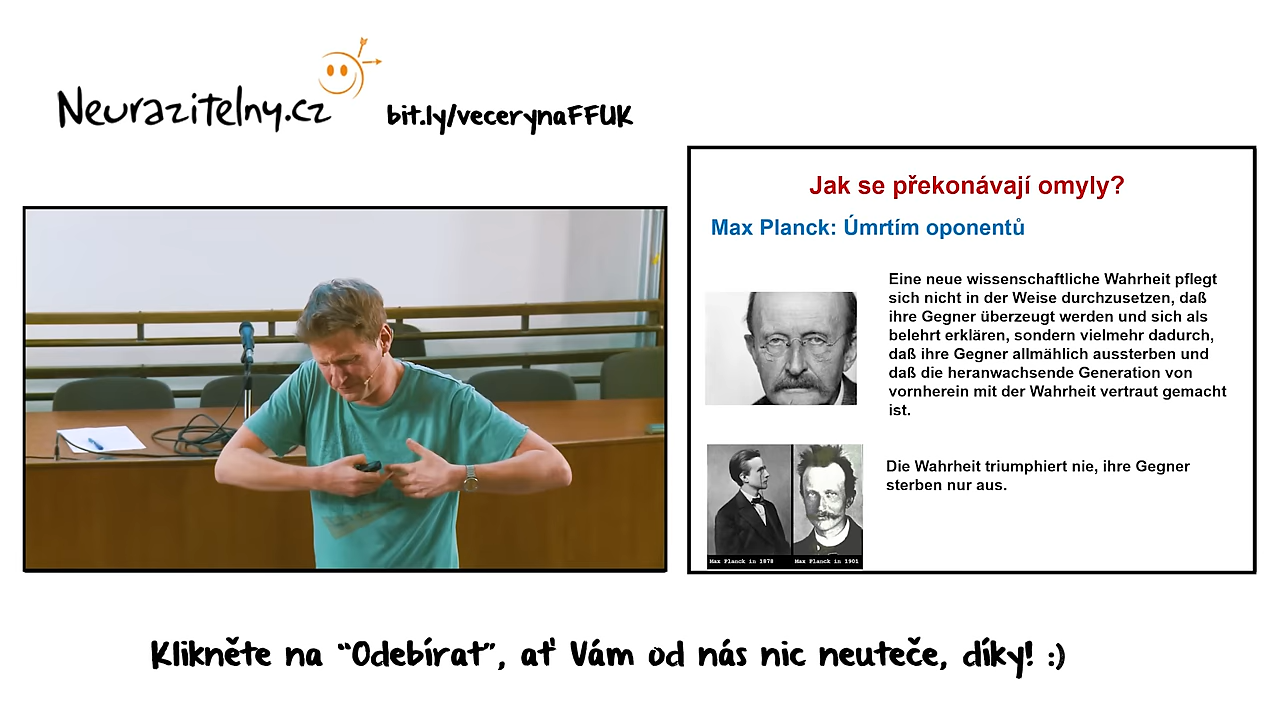 Neurazitelny.cz
bit.ly/vecerynaFFUK
Jak se překonávají omyly?
Max Planck: Úmrtím oponentů
Eine neue wissenschaftliche Wahrheit pflegt
sich nicht in der Weise durchzusetzen, daß
ihre Gegner überzeugt werden und sich als
belehrt erklären, sondern vielmehr dadurch,
daß ihre Gegner allmählich aussterben und
daß die heranwachsende Generation von
vornherein mit der Wahrheit vertraut gemacht
ist.
Die Wahrheit triumphiert nie, ihre Gegner
sterben nur aus.
Max Planck in 1878
Max Planck in 1901
Klikněte na “Odebírat”, ať Vám od nás nic neuteče, díky! :)